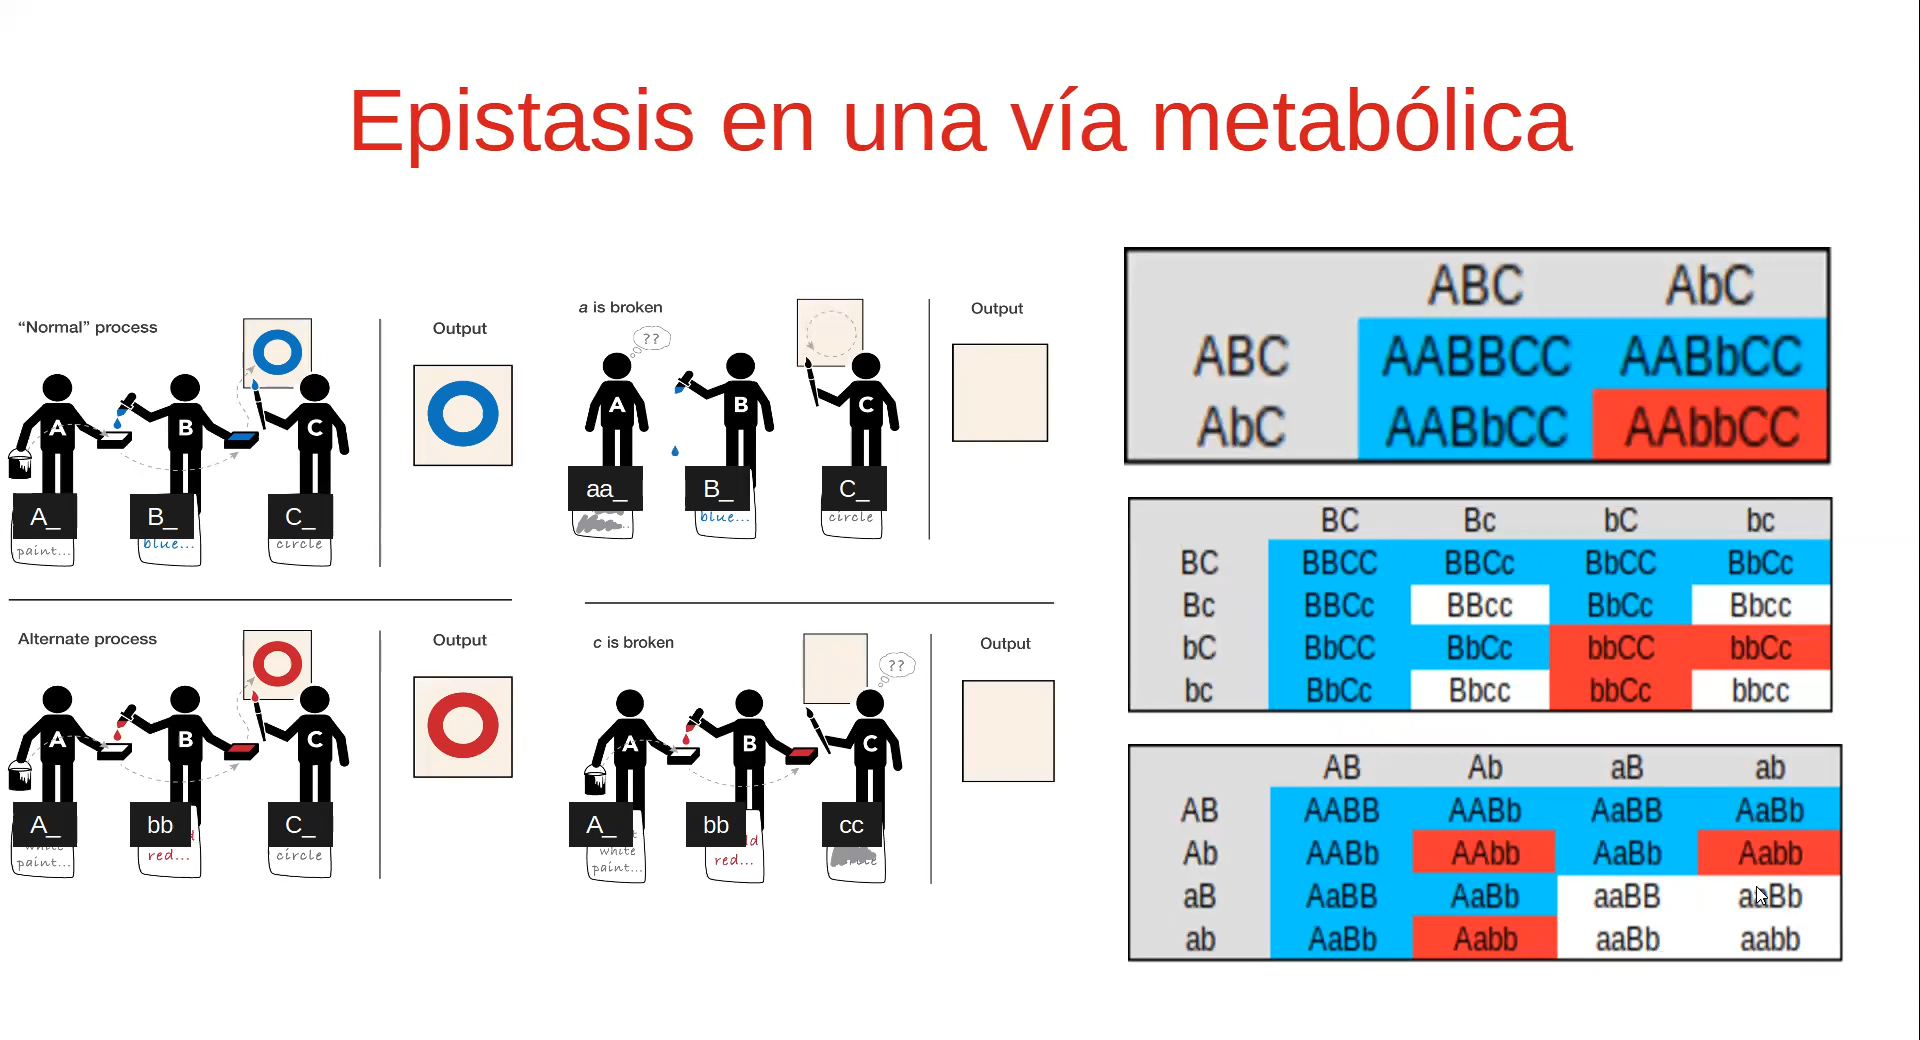 Epistasis en una vía metabólica
“Normal” process
Output
A
B
C
A_
B_
C_
paint...
blue...
circle
Alternate process
Output
A
B
C
A_
bb
C_
white
paint...
red...
circle
a is broken
??
Output
A
B
C
aa_
B_
C_
blue...
circle
c is broken
??
Output
A
B
C
A_
bb
cc
white
paint...
red...
ABC AbC
ABC AABBCC AABbCC
AbC AABbCC AAbbCC
BC Bc bC bc
BC BBCC BBCc BbCC BbCc
Bc BBCc BBcc BbCc Bbcc
bC BbCC BbCc bbCC bbCc
bc BbCc Bbcc bbCc bbcc
AB Ab aB ab
AB AABB AABb AaBB AaBb
Ab AABb AAbb AaBb Aabb
aB AaBB AaBb aaBB aaBb
ab AaBb Aabb aaBb aabb